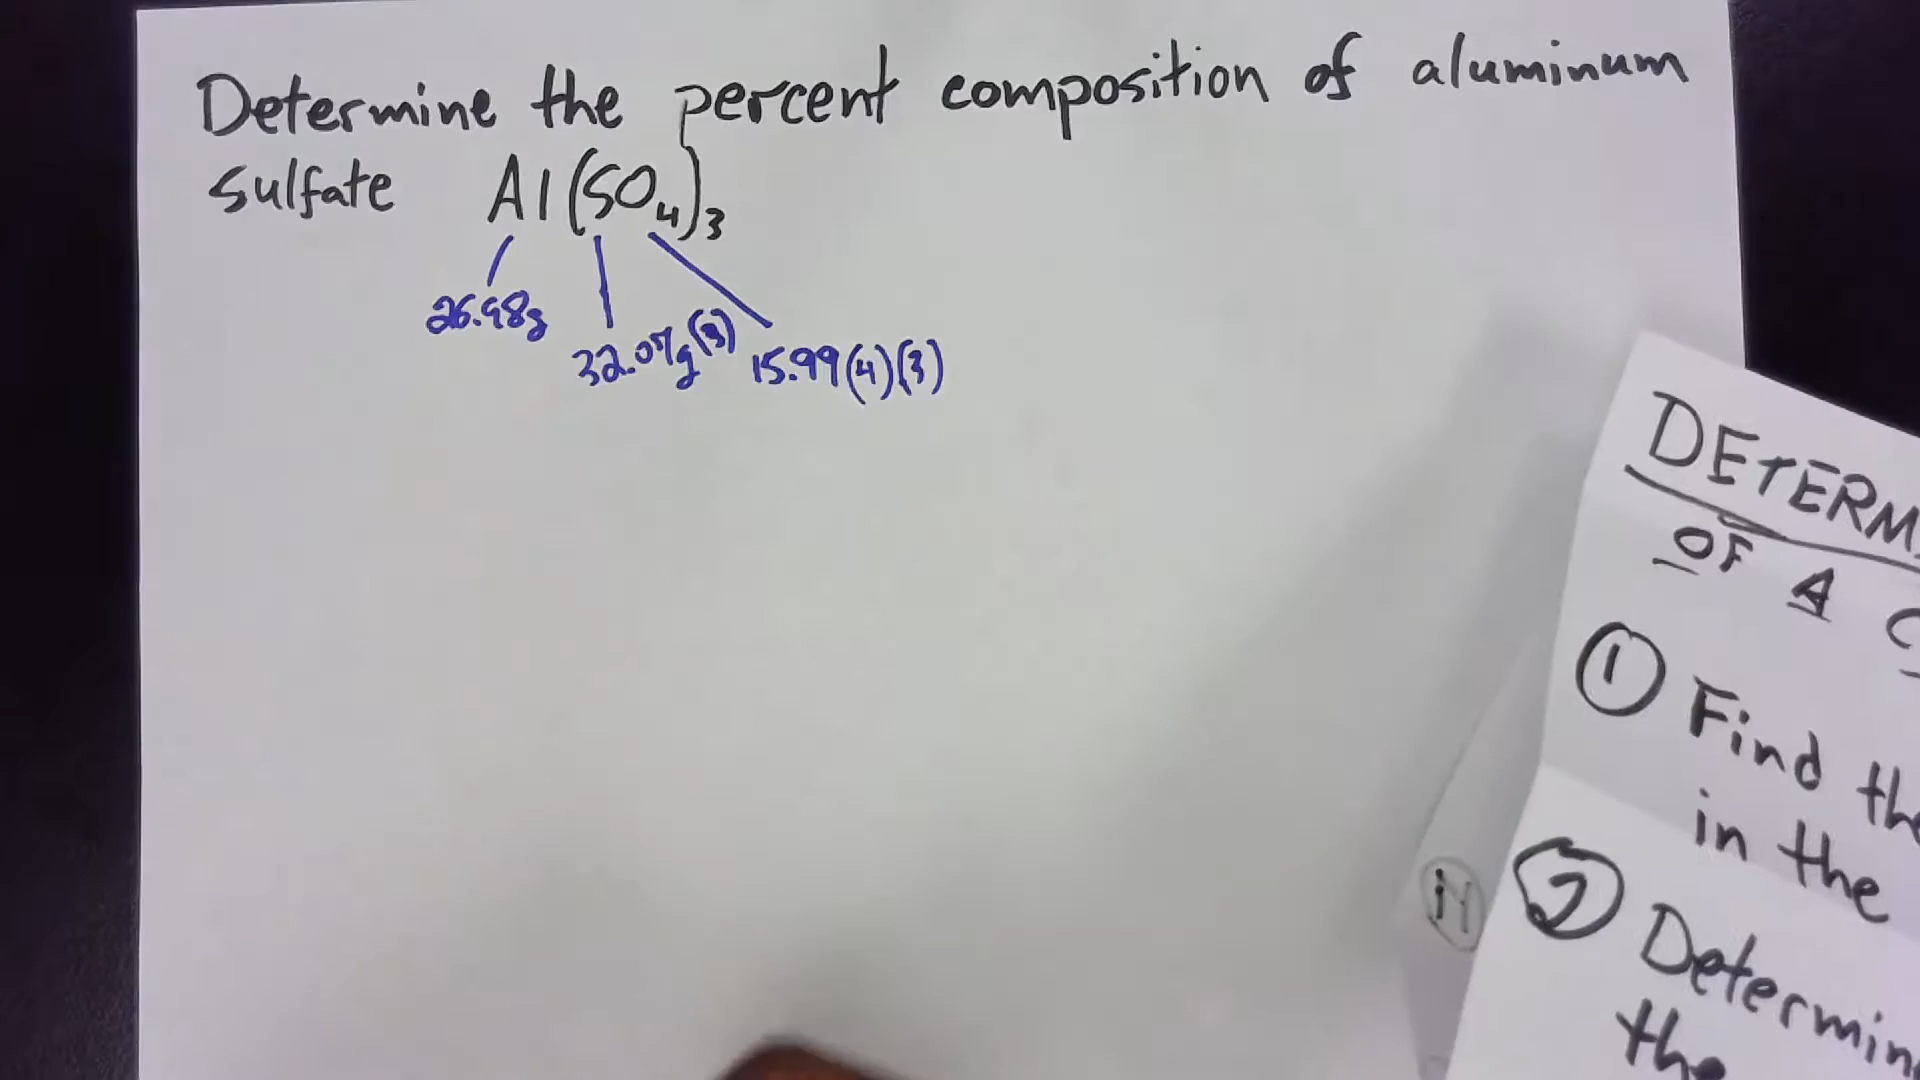 Determine the percent composition of aluminum
sulfate Al(SO₄)₃
26.98g
32.07g(3) 15.99(4)(3)
DETERM
OF A C
① Find the
in the
② Determin
the